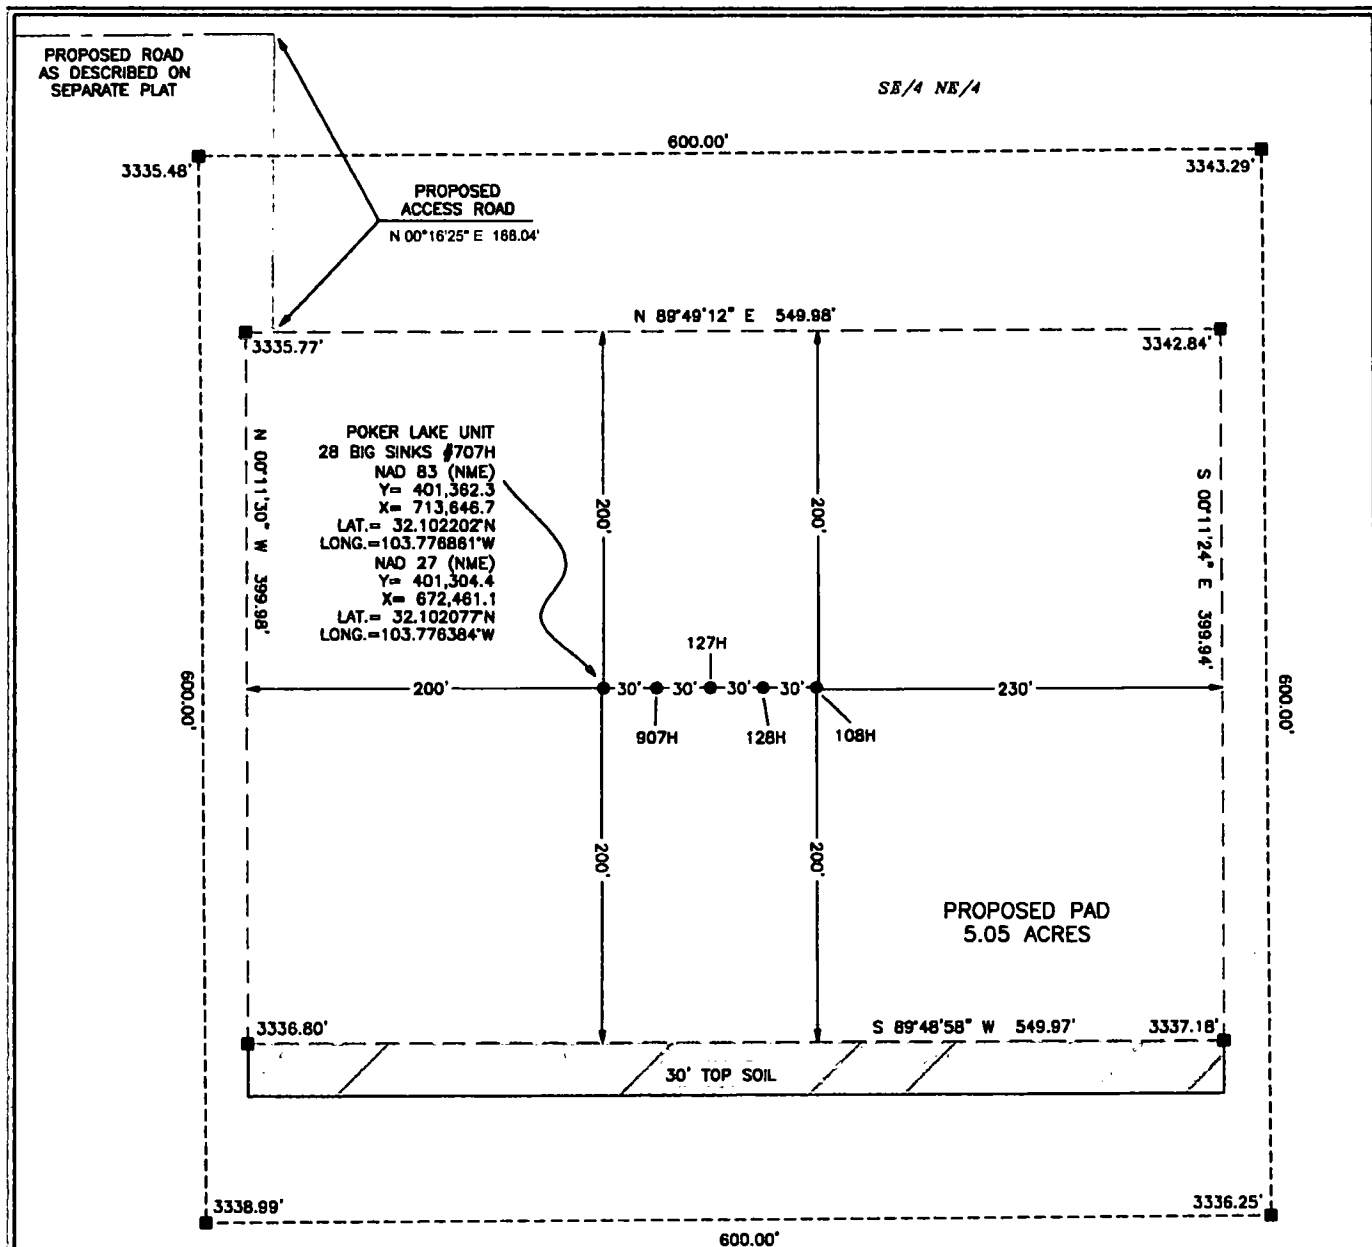 PROPOSED ROAD
AS DESCRIBED ON
SEPARATE PLAT
SE/4 NE/4
600.00'
3335.48'
3343.29'
PROPOSED
ACCESS ROAD
N 00°16'25" E 168.04'
N 89°49'12" E 549.98'
3335.77'
3342.84'
POKER LAKE UNIT
28 BIG SINKS #707H
NAD 83 (NME)
Y= 401,362.3
X= 713,646.7
LAT.= 32.102202°N
LONG.=103.776861°W
NAD 27 (NME)
Y= 401,304.4
X= 672,461.1
LAT.= 32.102077°N
LONG.=103.776384°W
N 00°11'30" W 399.98'
200'
200'
S 00°11'24" E 399.94'
127H
600.00'
200'
30'
30'
30'
30'
230'
600.00'
907H
128H
108H
200'
200'
PROPOSED PAD
5.05 ACRES
3336.80'
S 89°48'58" W 549.97'
3337.18'
30' TOP SOIL
3338.99'
3336.25'
600.00'